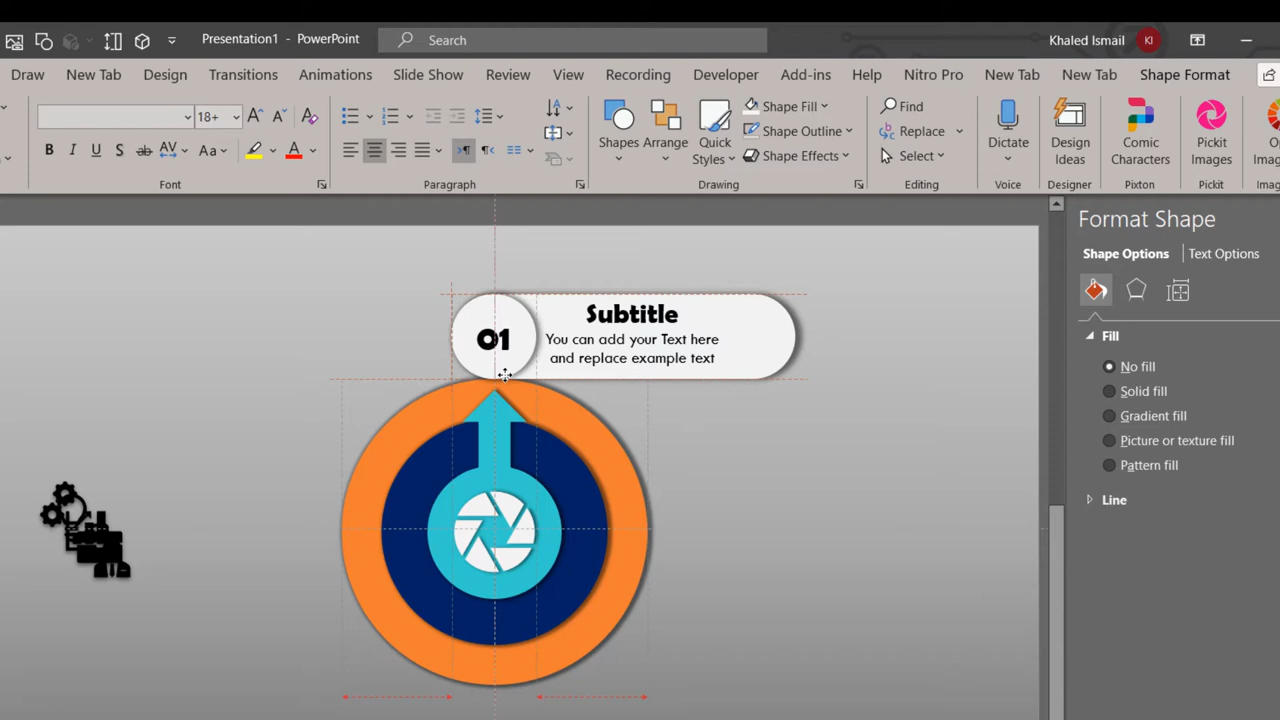 Presentation1 - PowerPoint
Search
Khaled Ismail
KI
Draw
New Tab
Design
Transitions
Animations
Slide Show
Review
View
Recording
Developer
Add-ins
Help
Nitro Pro
New Tab
New Tab
Shape Format
18+
B I U S ab AV Aa A
Font
Paragraph
Shapes
Arrange
Quick
Styles
Shape Fill
Shape Outline
Shape Effects
Drawing
Find
Replace
Select
Editing
Dictate
Voice
Design
Ideas
Designer
Comic
Characters
Pixton
Pickit
Images
Pickit
Format Shape
Shape Options
Text Options
Fill
No fill
Solid fill
Gradient fill
Picture or texture fill
Pattern fill
Line
01
Subtitle
You can add your Text here
and replace example text